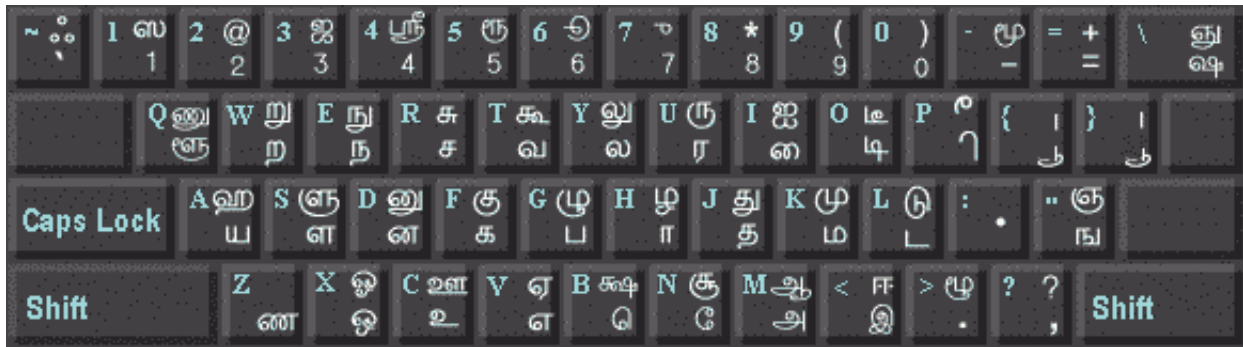 ~ ஃ 1 ஸ 2 @ 3 ஜ 4 ஸ்ரீ 5 ரூ 6 7 8 * 9 ( 0 ) - மூ = + \ ஞு
` 1 2 3 4 5 6 7 8 9 0 – = ஷ
Q ணு W று E நு R சு T கூ Y லு U ரு I ஐ O டீ P ீ { }
ளூ ற ந ச வ ல ர ை டி ி
Caps Lock A ஹ S ளு D னு F கு G ழு H ழ J து K மு L டு : " ஞ
ய ள ன க ப ா த ம ட . ங
Shift Z X ஓ C ஊ V ஏ B க்ஷ N சூ M ஆ < ஈ > ழூ ? ? Shift
ண ஒ உ எ ெ ே அ இ . ,